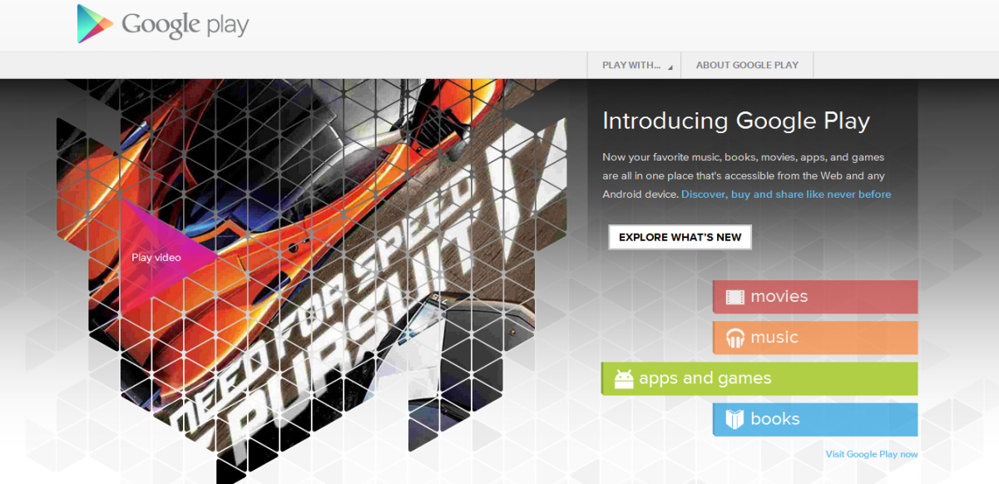 Google play
PLAY WITH...
ABOUT GOOGLE PLAY
Introducing Google Play
Now your favorite music, books, movies, apps, and games
are all in one place that's accessible from the Web and any
Android device. Discover, buy and share like never before
EXPLORE WHAT'S NEW
Play video
NEED FOR SPEED
PURSUIT
movies
music
apps and games
books
Visit Google Play now